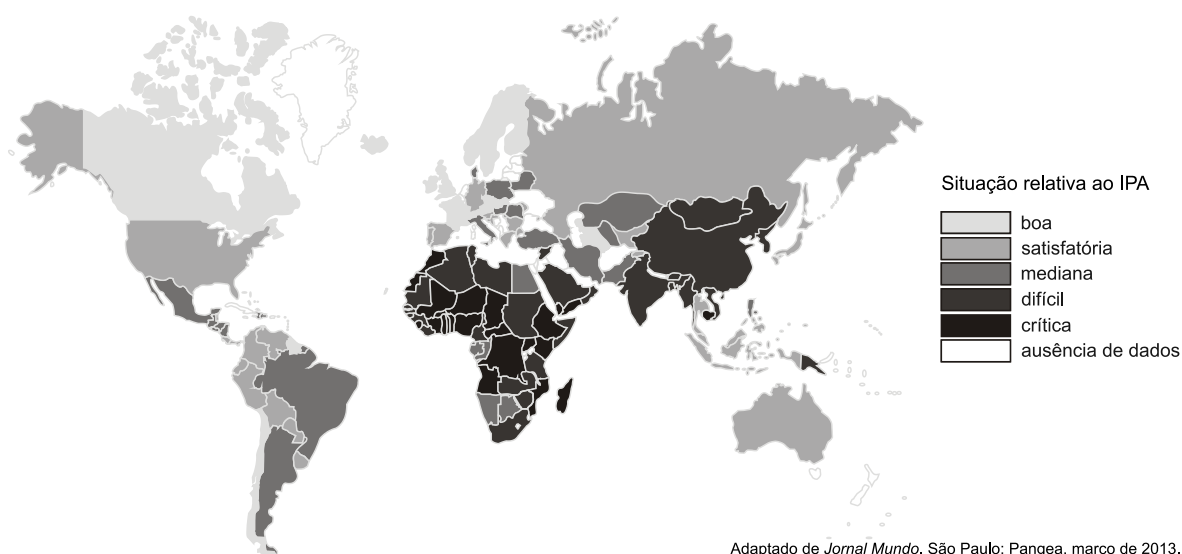 Situação relativa ao IPA
boa
satisfatória
mediana
difícil
crítica
ausência de dados
Adaptado de Jornal Mundo. São Paulo: Pangea, março de 2013.